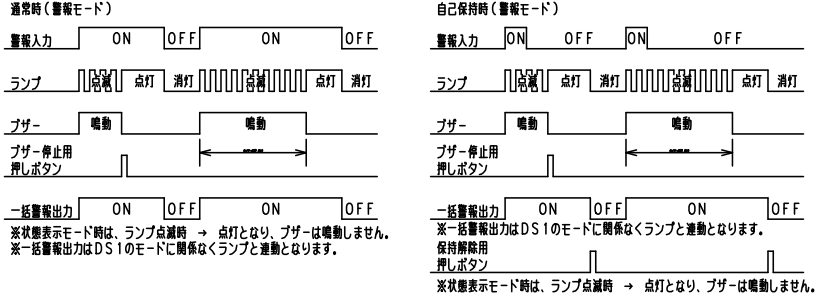 通常時(警報モード)
警報入力 ON OFF ON OFF
ランプ 点滅 点灯 消灯 点滅 点灯 消灯
ブザー 鳴動 鳴動
ブザー停止用
押しボタン
一括警報出力 ON OFF ON OFF
※状態表示モード時は、ランプ点滅時 → 点灯となり、ブザーは鳴動しません。
※一括警報出力はDS1のモードに関係なくランプと連動となります。
自己保持時(警報モード)
警報入力 ON OFF ON OFF
ランプ 点滅 点灯 消灯 点滅 点灯 消灯
ブザー 鳴動 鳴動
ブザー停止用
押しボタン
一括警報出力 ON OFF ON OFF
※一括警報出力はDS1のモードに関係なくランプと連動となります。
保持解除用
押しボタン
※状態表示モード時は、ランプ点滅時 → 点灯となり、ブザーは鳴動しません。